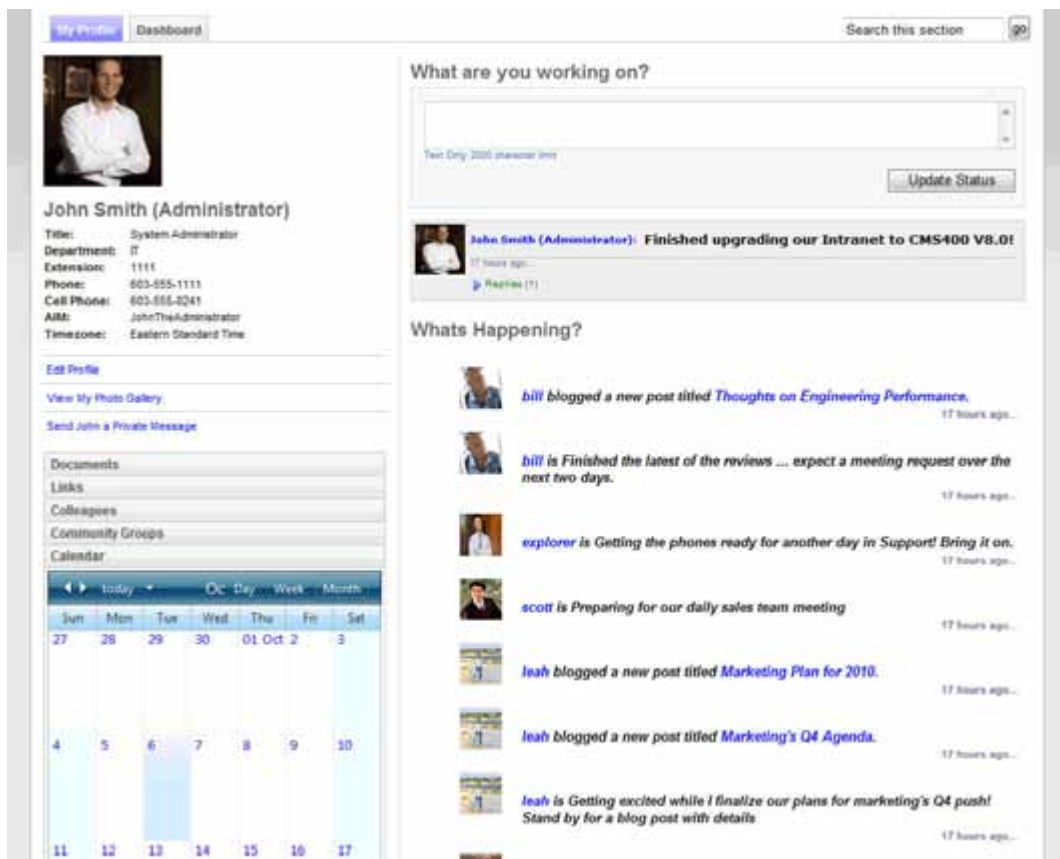 My Profile
Dashboard
Search this section
go
John Smith (Administrator)
Title: System Administrator
Department: IT
Extension: 1111
Phone: 603-555-1111
Cell Phone: 603-555-8241
AIM: JohnTheAdministrator
Timezone: Eastern Standard Time
Edit Profile
View My Photo Gallery
Send John a Private Message
Documents
Links
Colleagues
Community Groups
Calendar
today Oc Day Week Month
Sun Mon Tue Wed Thu Fri Sat
27 28 29 30 01 Oct 2 3
4 5 6 7 8 9 10
11 12 13 14 15 16 17
What are you working on?
Text Only 2000 character limit
Update Status
John Smith (Administrator): Finished upgrading our Intranet to CMS400 V8.0!
17 hours ago...
Replies (1)
Whats Happening?
bill blogged a new post titled Thoughts on Engineering Performance.
17 hours ago...
bill is Finished the latest of the reviews ... expect a meeting request over the
next two days.
17 hours ago...
explorer is Getting the phones ready for another day in Support! Bring it on.
17 hours ago...
scott is Preparing for our daily sales team meeting
17 hours ago...
leah blogged a new post titled Marketing Plan for 2010.
17 hours ago...
leah blogged a new post titled Marketing's Q4 Agenda.
17 hours ago...
leah is Getting excited while I finalize our plans for marketing's Q4 push!
Stand by for a blog post with details
17 hours ago...